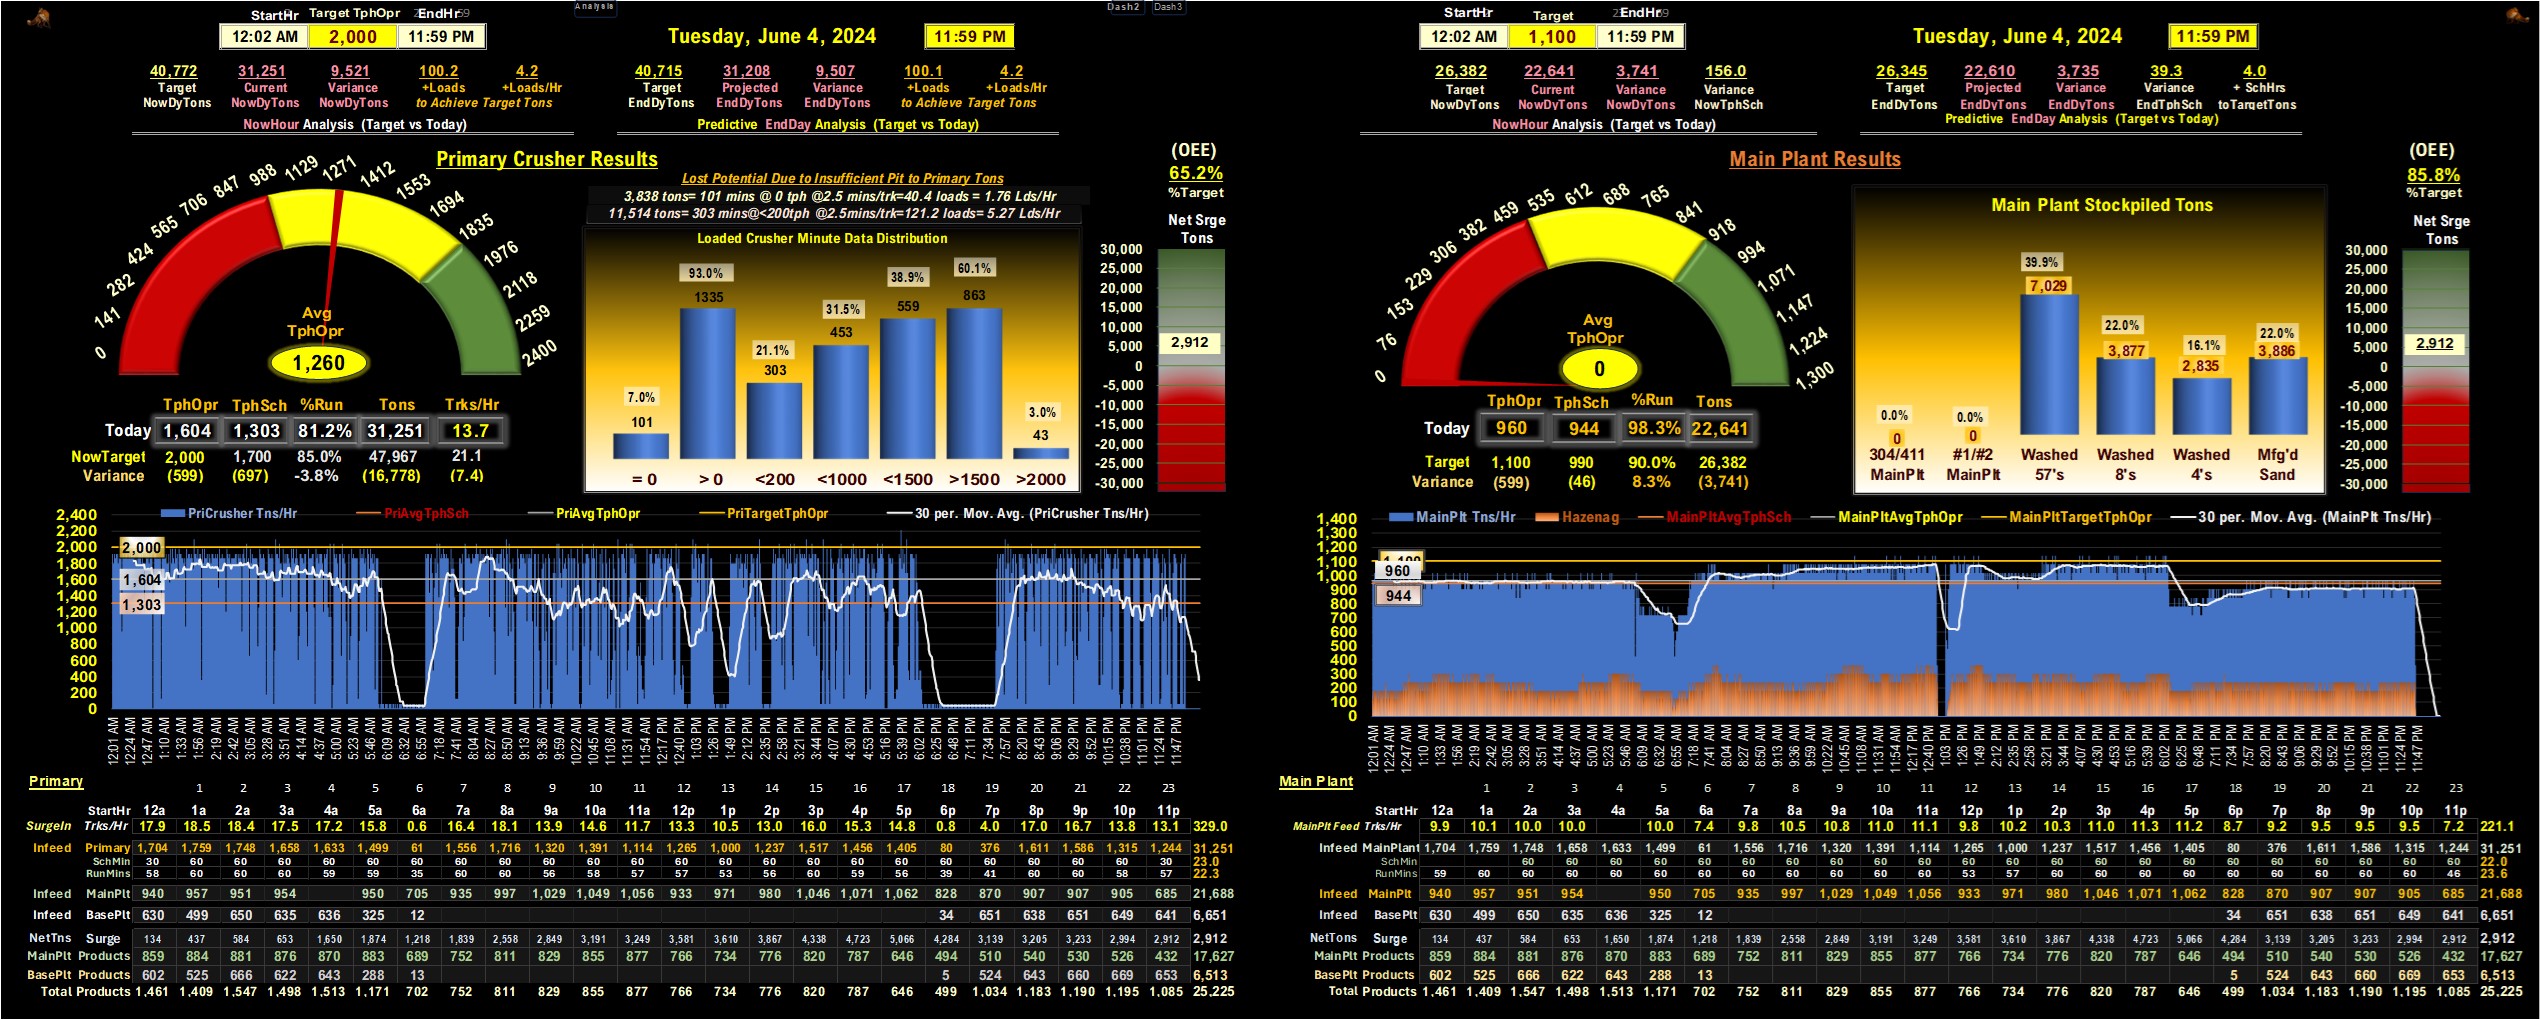 Analysis
Dash2 Dash3
StartHr Target TphOpr EndHr
12:02 AM 2,000 11:59 PM
Tuesday, June 4, 2024 11:59 PM
40,772 31,251 9,521 100.2 4.2
Target Current Variance +Loads +Loads/Hr
NowDyTons NowDyTons NowDyTons to Achieve Target Tons
NowHour Analysis (Target vs Today)
40,715 31,208 9,507 100.1 4.2
Target Projected Variance +Loads +Loads/Hr
EndDyTons EndDyTons EndDyTons to Achieve Target Tons
Predictive EndDay Analysis (Target vs Today)
Primary Crusher Results
0 141 282 424 565 706 847 988 1129 1271 1412 1553 1694 1835 1976 2118 2259 2400
Avg
TphOpr
1,260
TphOpr TphSch %Run Tons Trks/Hr
Today 1,604 1,303 81.2% 31,251 13.7
NowTarget 2,000 1,700 85.0% 47,967 21.1
Variance (599) (697) -3.8% (16,778) (7.4)
Lost Potential Due to Insufficient Pit to Primary Tons
3,838 tons= 101 mins @ 0 tph @2.5 mins/trk=40.4 loads = 1.76 Lds/Hr
11,514 tons= 303 mins@<200tph @2.5mins/trk=121.2 loads= 5.27 Lds/Hr
Loaded Crusher Minute Data Distribution
7.0% 93.0% 21.1% 31.5% 38.9% 60.1% 3.0%
101 1335 303 453 559 863 43
= 0 > 0 <200 <1000 <1500 >1500 >2000
(OEE)
65.2%
%Target
Net Srge
Tons
30,000
25,000
20,000
15,000
10,000
5,000
0
-5,000
-10,000
-15,000
-20,000
-25,000
-30,000
2,912
PriCrusher Tns/Hr PriAvgTphSch PriAvgTphOpr PriTargetTphOpr 30 per. Mov. Avg. (PriCrusher Tns/Hr)
2,400
2,200
2,000
1,800
1,600
1,400
1,200
1,000
800
600
400
200
0
2,000
1,604
1,303
12:01 AM 12:24 AM 12:47 AM 1:10 AM 1:33 AM 1:56 AM 2:19 AM 2:42 AM 3:05 AM 3:28 AM 3:51 AM 4:14 AM 4:37 AM 5:00 AM 5:23 AM 5:46 AM 6:09 AM 6:32 AM 6:55 AM 7:18 AM 7:41 AM 8:04 AM 8:27 AM 8:50 AM 9:13 AM 9:36 AM 9:59 AM 10:22 AM 10:45 AM 11:08 AM 11:31 AM 11:54 AM 12:17 PM 12:40 PM 1:03 PM 1:26 PM 1:49 PM 2:12 PM 2:35 PM 2:58 PM 3:21 PM 3:44 PM 4:07 PM 4:30 PM 4:53 PM 5:16 PM 5:39 PM 6:02 PM 6:25 PM 6:48 PM 7:11 PM 7:34 PM 7:57 PM 8:20 PM 8:43 PM 9:06 PM 9:29 PM 9:52 PM 10:15 PM 10:38 PM 11:01 PM 11:24 PM 11:47 PM
Primary
1 2 3 4 5 6 7 8 9 10 11 12 13 14 15 16 17 18 19 20 21 22 23
StartHr 12a 1a 2a 3a 4a 5a 6a 7a 8a 9a 10a 11a 12p 1p 2p 3p 4p 5p 6p 7p 8p 9p 10p 11p
SurgeIn Trks/Hr 17.9 18.5 18.4 17.5 17.2 15.8 0.6 16.4 18.1 13.9 14.6 11.7 13.3 10.5 13.0 16.0 15.3 14.8 0.8 4.0 17.0 16.7 13.8 13.1 329.0
Infeed Primary 1,704 1,759 1,748 1,658 1,633 1,499 61 1,556 1,716 1,320 1,391 1,114 1,265 1,000 1,237 1,517 1,456 1,405 80 376 1,611 1,586 1,315 1,244 31,251
SchMin 30 60 60 60 60 60 60 60 60 60 60 60 60 60 60 60 60 60 60 60 60 60 60 30 23.0
RunMins 58 60 60 60 59 59 35 60 60 56 58 57 57 53 56 60 59 56 39 41 60 60 58 57 22.3
Infeed MainPlt 940 957 951 954 950 705 935 997 1,029 1,049 1,056 933 971 980 1,046 1,071 1,062 828 870 907 907 905 685 21,688
Infeed BasePlt 630 499 650 635 636 325 12 34 651 638 651 649 641 6,651
NetTns Surge 134 437 584 653 1,650 1,874 1,218 1,839 2,558 2,849 3,191 3,249 3,581 3,610 3,867 4,338 4,723 5,066 4,284 3,139 3,205 3,233 2,994 2,912 2,912
MainPlt Products 859 884 881 876 870 883 689 752 811 829 855 877 766 734 776 820 787 646 494 510 540 530 526 432 17,627
BasePlt Products 602 525 666 622 643 288 13 5 524 643 660 669 653 6,513
Total Products 1,461 1,409 1,547 1,498 1,513 1,171 702 752 811 829 855 877 766 734 776 820 787 646 499 1,034 1,183 1,190 1,195 1,085 25,225
StartHr Target EndHr
12:02 AM 1,100 11:59 PM
Tuesday, June 4, 2024 11:59 PM
26,382 22,641 3,741 156.0
Target Current Variance Variance
NowDyTons NowDyTons NowDyTons NowTphSch
NowHour Analysis (Target vs Today)
26,345 22,610 3,735 39.3 4.0
Target Projected Variance Variance + SchHrs
EndDyTons EndDyTons EndDyTons EndTphSch toTargetTons
Predictive EndDay Analysis (Target vs Today)
Main Plant Results
0 76 153 229 306 382 459 535 612 688 765 841 918 994 1,071 1,147 1,224 1,300
Avg
TphOpr
0
TphOpr TphSch %Run Tons
Today 960 944 98.3% 22,641
Target 1,100 990 90.0% 26,382
Variance (599) (46) 8.3% (3,741)
Main Plant Stockpiled Tons
0.0% 0.0% 39.9% 22.0% 16.1% 22.0%
0 0 7,029 3,877 2,835 3,886
304/411 #1/#2 Washed Washed Washed Mfg'd
MainPlt MainPlt 57's 8's 4's Sand
(OEE)
85.8%
%Target
Net Srge
Tons
30,000
25,000
20,000
15,000
10,000
5,000
0
-5,000
-10,000
-15,000
-20,000
-25,000
-30,000
2,912
MainPlt Tns/Hr Hazenag MainPltAvgTphSch MainPltAvgTphOpr MainPltTargetTphOpr 30 per. Mov. Avg. (MainPlt Tns/Hr)
1,400
1,300
1,200
1,100
1,000
900
800
700
600
500
400
300
200
100
0
1,100
960
944
12:01 AM 12:24 AM 12:47 AM 1:10 AM 1:33 AM 1:56 AM 2:19 AM 2:42 AM 3:05 AM 3:28 AM 3:51 AM 4:14 AM 4:37 AM 5:00 AM 5:23 AM 5:46 AM 6:09 AM 6:32 AM 6:55 AM 7:18 AM 7:41 AM 8:04 AM 8:27 AM 8:50 AM 9:13 AM 9:36 AM 9:59 AM 10:22 AM 10:45 AM 11:08 AM 11:31 AM 11:54 AM 12:17 PM 12:40 PM 1:03 PM 1:26 PM 1:49 PM 2:12 PM 2:35 PM 2:58 PM 3:21 PM 3:44 PM 4:07 PM 4:30 PM 4:53 PM 5:16 PM 5:39 PM 6:02 PM 6:25 PM 6:48 PM 7:11 PM 7:34 PM 7:57 PM 8:20 PM 8:43 PM 9:06 PM 9:29 PM 9:52 PM 10:15 PM 10:38 PM 11:01 PM 11:24 PM 11:47 PM
Main Plant
1 2 3 4 5 6 7 8 9 10 11 12 13 14 15 16 17 18 19 20 21 22 23
StartHr 12a 1a 2a 3a 4a 5a 6a 7a 8a 9a 10a 11a 12p 1p 2p 3p 4p 5p 6p 7p 8p 9p 10p 11p
MainPlt Feed Trks/Hr 9.9 10.1 10.0 10.0 10.0 7.4 9.8 10.5 10.8 11.0 11.1 9.8 10.2 10.3 11.0 11.3 11.2 8.7 9.2 9.5 9.5 9.5 7.2 221.1
Infeed MainPlant 1,704 1,759 1,748 1,658 1,633 1,499 61 1,556 1,716 1,320 1,391 1,114 1,265 1,000 1,237 1,517 1,456 1,405 80 376 1,611 1,586 1,315 1,244 31,251
SchMin 60 60 60 60 60 60 60 60 60 60 60 60 60 60 60 60 60 60 60 60 60 60 22.0
RunMins 59 60 60 60 60 60 60 60 60 60 60 53 57 60 60 60 60 60 60 60 60 60 46 23.6
Infeed MainPlt 940 957 951 954 950 705 935 997 1,029 1,049 1,056 933 971 980 1,046 1,071 1,062 828 870 907 907 905 685 21,688
Infeed BasePlt 630 499 650 635 636 325 12 34 651 638 651 649 641 6,651
NetTons Surge 134 437 584 653 1,650 1,874 1,218 1,839 2,558 2,849 3,191 3,249 3,581 3,610 3,867 4,338 4,723 5,066 4,284 3,139 3,205 3,233 2,994 2,912 2,912
MainPlt Products 859 884 881 876 870 883 689 752 811 829 855 877 766 734 776 820 787 646 494 510 540 530 526 432 17,627
BasePlt Products 602 525 666 622 643 288 13 5 524 643 660 669 653 6,513
Total Products 1,461 1,409 1,547 1,498 1,513 1,171 702 752 811 829 855 877 766 734 776 820 787 646 499 1,034 1,183 1,190 1,195 1,085 25,225